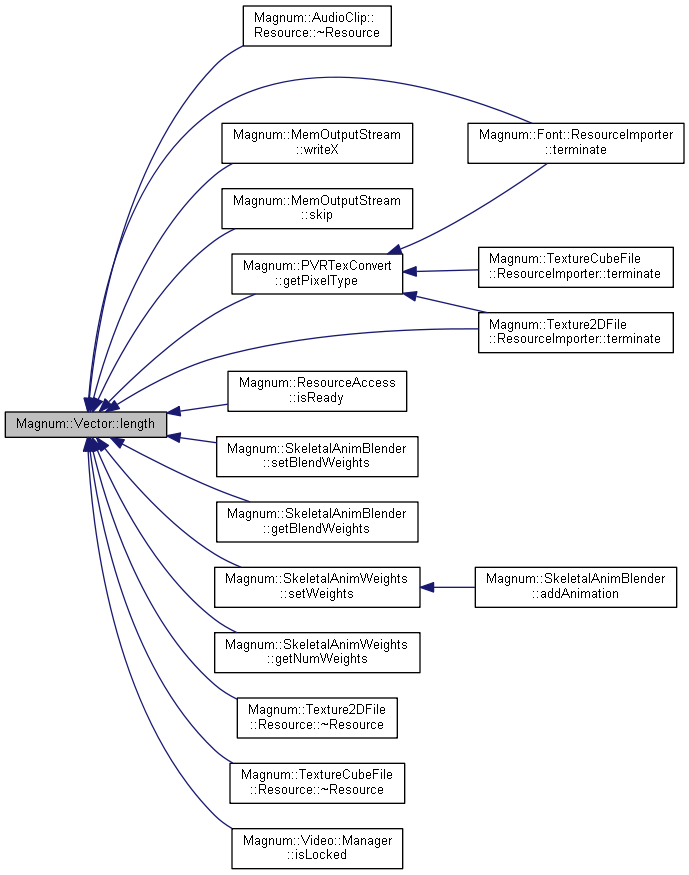 Magnum::AudioClip::
Resource::~Resource
Magnum::MemOutputStream
::writeX
Magnum::Font::ResourceImporter
::terminate
Magnum::MemOutputStream
::skip
Magnum::PVRTexConvert
::getPixelType
Magnum::TextureCubeFile
::ResourceImporter::terminate
Magnum::Texture2DFile
::ResourceImporter::terminate
Magnum::ResourceAccess
::isReady
Magnum::Vector::length
Magnum::SkeletalAnimBlender
::setBlendWeights
Magnum::SkeletalAnimBlender
::getBlendWeights
Magnum::SkeletalAnimWeights
::setWeights
Magnum::SkeletalAnimBlender
::addAnimation
Magnum::SkeletalAnimWeights
::getNumWeights
Magnum::Texture2DFile
::Resource::~Resource
Magnum::TextureCubeFile
::Resource::~Resource
Magnum::Video::Manager
::isLocked